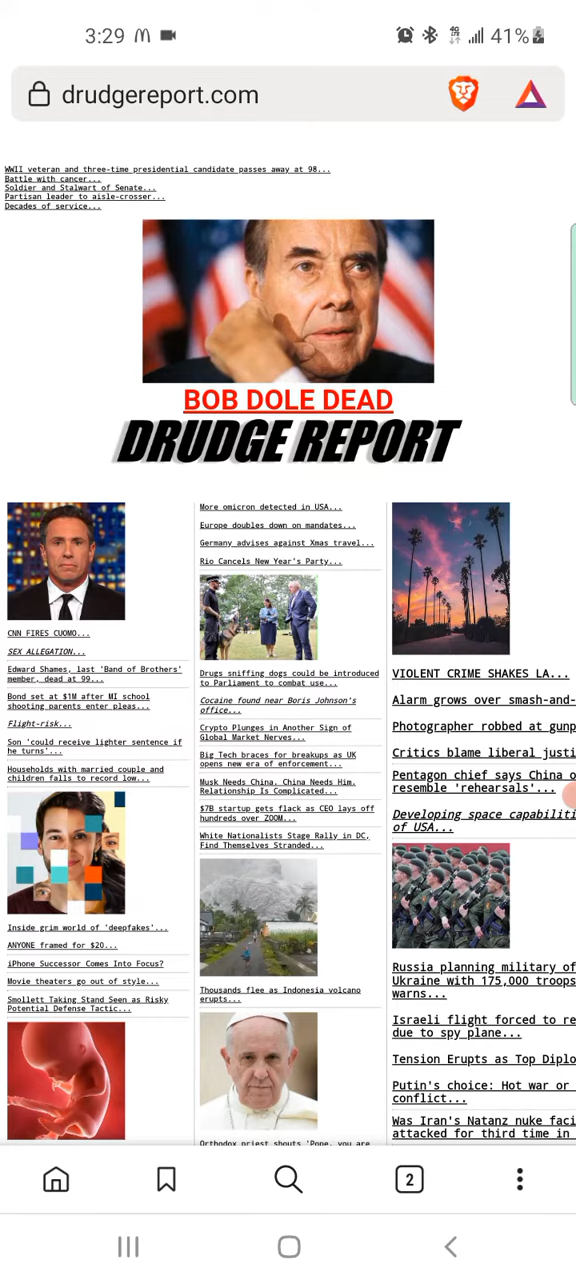 3:29
4G
41%
drudgereport.com
WWII veteran and three-time presidential candidate passes away at 98...
Battle with cancer...
Soldier and Stalwart of Senate...
Partisan leader to aisle-crosser...
Decades of service...
BOB DOLE DEAD
DRUDGE REPORT
CNN FIRES CUOMO...
SEX ALLEGATION...
Edward Shames, last 'Band of Brothers'
member, dead at 99...
Bond set at $1M after MI school
shooting parents enter pleas...
Flight-risk...
Son 'could receive lighter sentence if
he turns'...
Households with married couple and
children falls to record low...
Inside grim world of 'deepfakes'...
ANYONE framed for $20...
iPhone Successor Comes Into Focus?
Movie theaters go out of style...
Smollett Taking Stand Seen as Risky
Potential Defense Tactic...
More omicron detected in USA...
Europe doubles down on mandates...
Germany advises against Xmas travel...
Rio Cancels New Year's Party...
Drugs sniffing dogs could be introduced
to Parliament to combat use...
Cocaine found near Boris Johnson's
office...
Crypto Plunges in Another Sign of
Global Market Nerves...
Big Tech braces for breakups as UK
opens new era of enforcement...
Musk Needs China. China Needs Him.
Relationship Is Complicated...
$7B startup gets flack as CEO lays off
hundreds over ZOOM...
White Nationalists Stage Rally in DC,
Find Themselves Stranded...
Thousands flee as Indonesia volcano
erupts...
Orthodox priest shouts 'Pope, you are
VIOLENT CRIME SHAKES LA...
Alarm grows over smash-and-
Photographer robbed at gunp
Critics blame liberal justi
Pentagon chief says China o
resemble 'rehearsals'...
Developing space capabiliti
of USA...
Russia planning military of
Ukraine with 175,000 troops
warns...
Israeli flight forced to re
due to spy plane...
Tension Erupts as Top Diplo
Putin's choice: Hot war or
conflict...
Was Iran's Natanz nuke faci
attacked for third time in
2